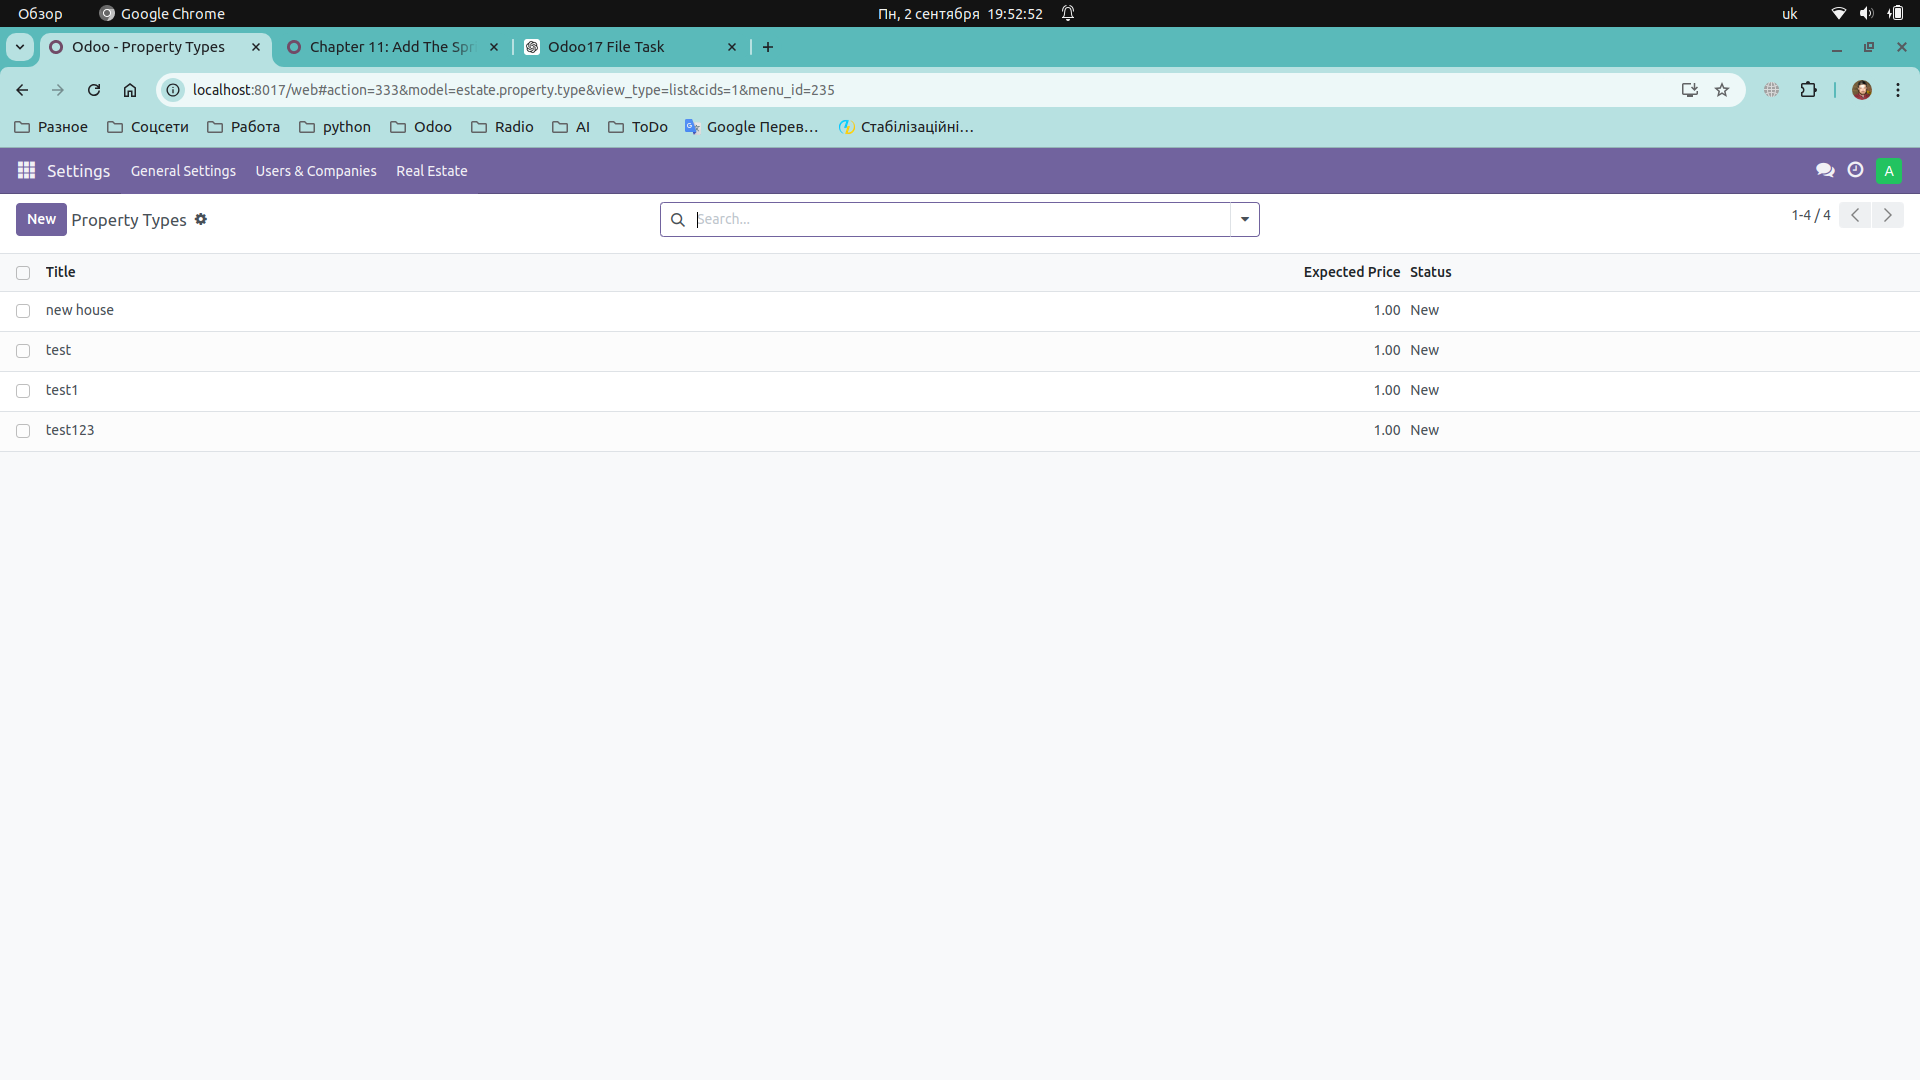 Обзор Google Chrome Пн, 2 сентября 19:52:52 uk
Odoo - Property Types Chapter 11: Add The Spr Odoo17 File Task
localhost:8017/web#action=333&model=estate.property.type&view_type=list&cids=1&menu_id=235
Разное Соцсети Работа python Odoo Radio AI ToDo Google Перев... Стабілізаційні...
Settings General Settings Users & Companies Real Estate A
New Property Types Search... 1-4 / 4
Title Expected Price Status
new house 1.00 New
test 1.00 New
test1 1.00 New
test123 1.00 New